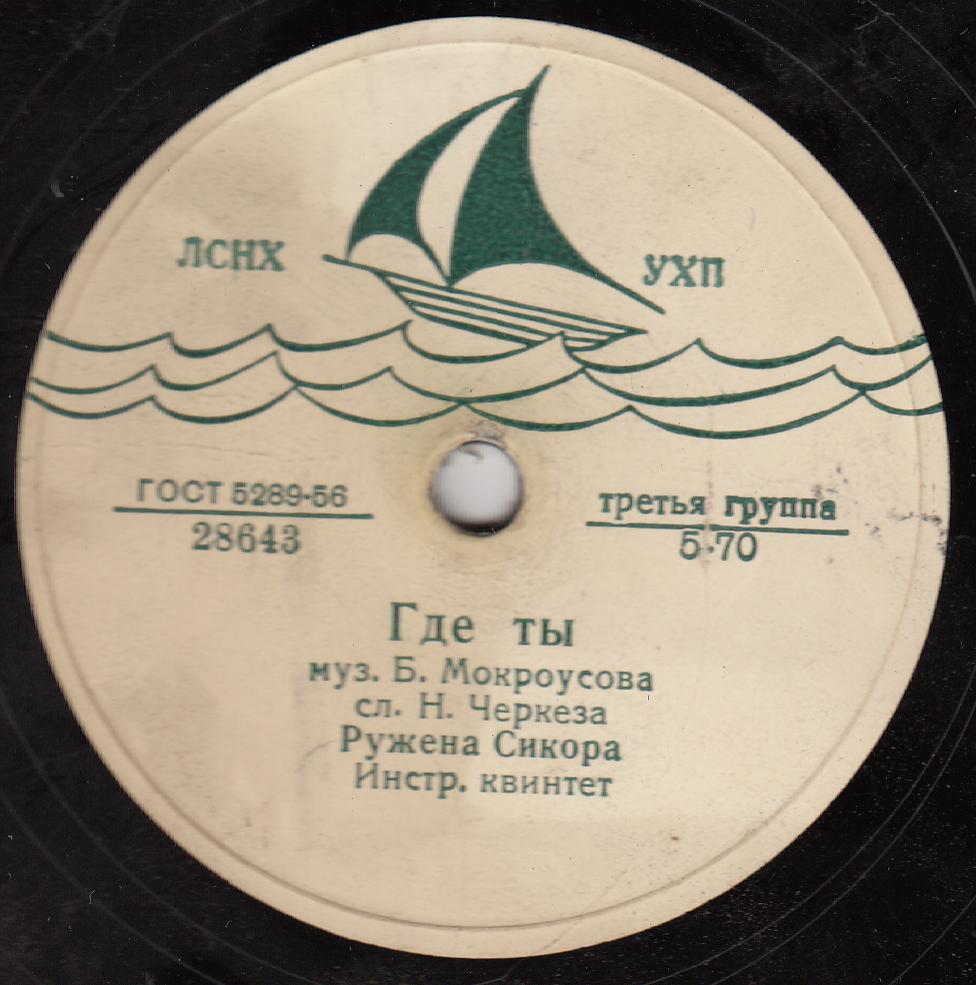 ЛСНХ УХП
ГОСТ 5289-56
28643
третья группа
5-70
Где ты
муз. Б. Мокроусова
сл. Н. Черкеза
Ружена Сикора
Инстр. квинтет